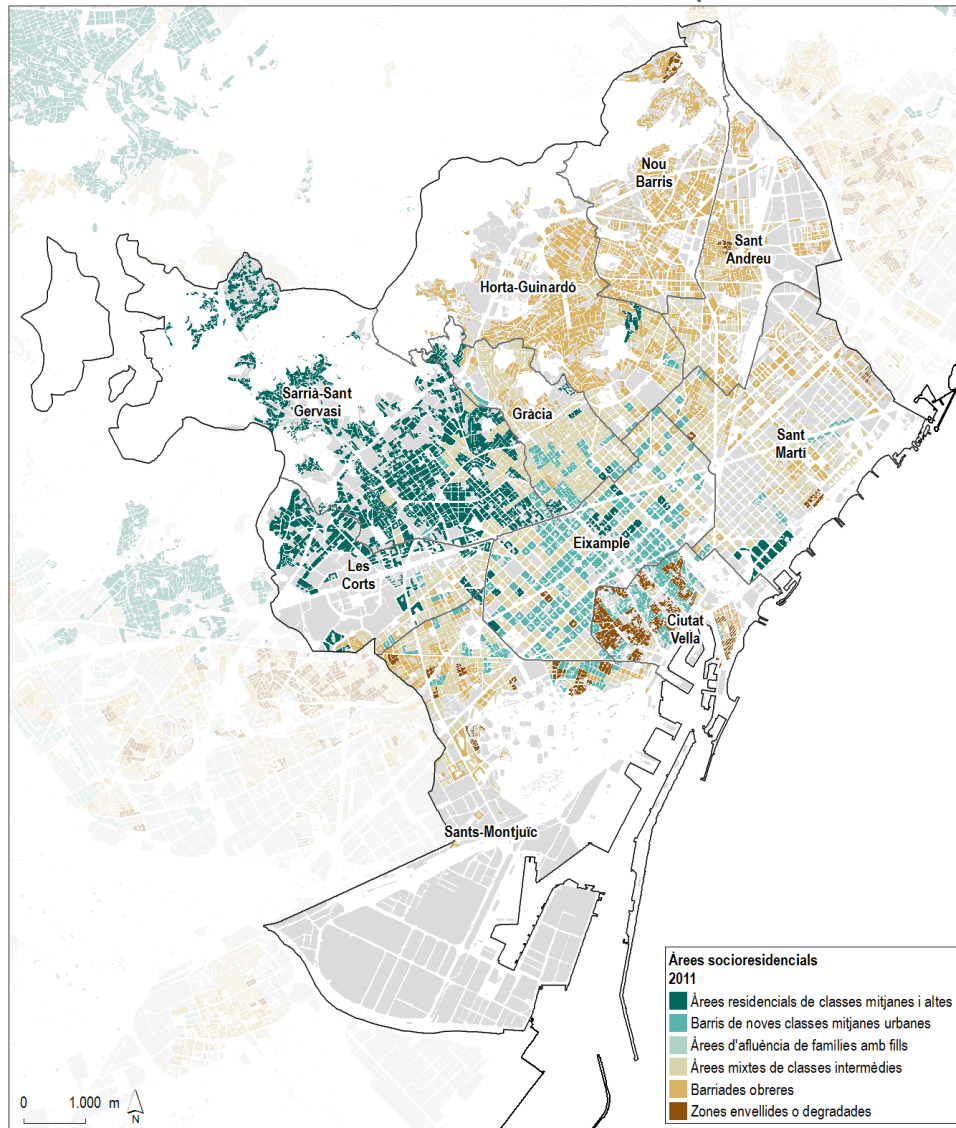 Nou
Barris
Sant
Andreu
Horta-Guinardó
Sarrià-Sant
Gervasi
Gràcia
Sant
Martí
Eixample
Les
Corts
Ciutat
Vella
Sants-Montjuïc
Àrees socioresidencials
2011
Àrees residencials de classes mitjanes i altes
Barris de noves classes mitjanes urbanes
Àrees d'afluència de famílies amb fills
Àrees mixtes de classes intermèdies
Barriades obreres
Zones envellides o degradades
0 1.000 m
N